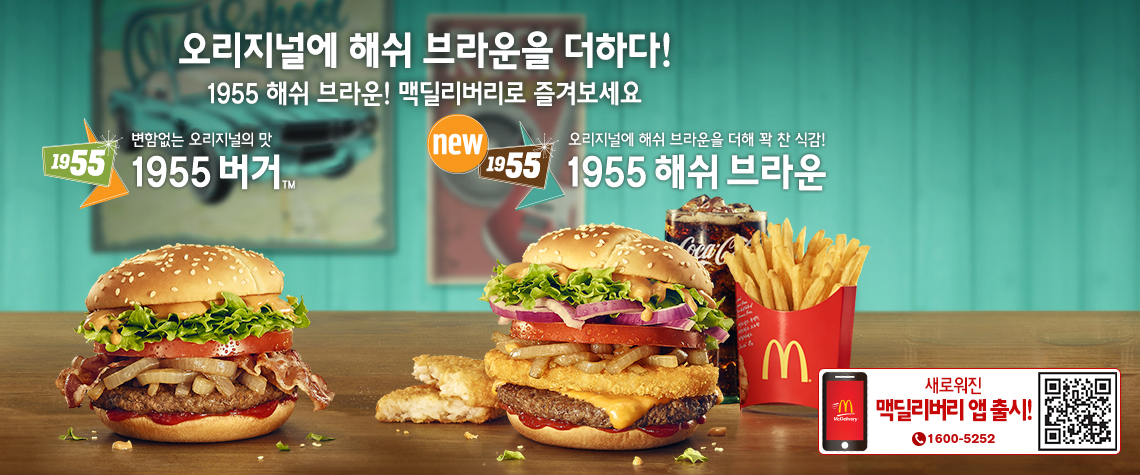 오리지널에 해쉬 브라운을 더하다!
1955 해쉬 브라운! 맥딜리버리로 즐겨보세요
1955
변함없는 오리지널의 맛
1955 버거™
new
1955
오리지널에 해쉬 브라운을 더해 꽉 찬 식감!
1955 해쉬 브라운
Coca-C
McDelivery
새로워진
맥딜리버리 앱 출시!
1600-5252